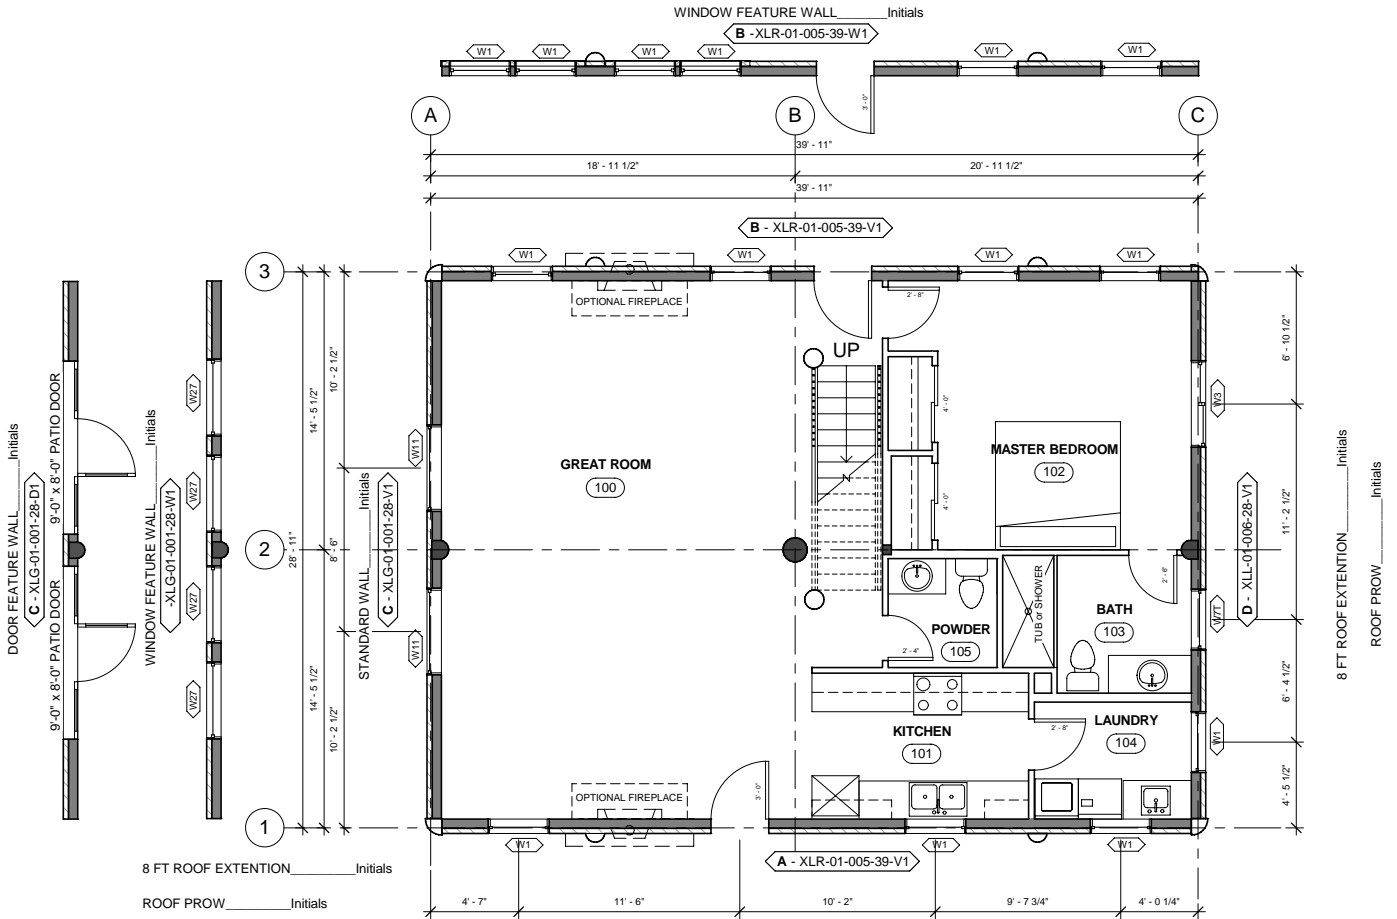 WINDOW FEATURE WALL_______Initials
B -XLR-01-005-39-W1
W1
W1
W1
W1
W1
W1
3' - 0"
A
B
C
39' - 11"
18' - 11 1/2"
20' - 11 1/2"
39' - 11"
B - XLR-01-005-39-V1
3
W1
W1
W1
W1
OPTIONAL FIREPLACE
2' - 8"
UP
4' - 0"
4' - 0"
N
GREAT ROOM
100
MASTER BEDROOM
102
2
POWDER
105
2' - 4"
TUB or SHOWER
BATH
103
2' - 6"
KITCHEN
101
LAUNDRY
104
2' - 8"
OPTIONAL FIREPLACE
3' - 0"
1
W1
W1
W1
A - XLR-01-005-39-V1
4' - 7"
11' - 6"
10' - 2"
9' - 7 3/4"
4' - 0 1/4"
8 FT ROOF EXTENTION_________Initials
ROOF PROW_________Initials
DOOR FEATURE WALL_____Initials
C - XLG-01-001-28-D1
9'-0" x 8'-0" PATIO DOOR
9'-0" x 8'-0" PATIO DOOR
WINDOW FEATURE WALL_____Initials
-XLG-01-001-28-W1
W27
W27
W27
W27
28' - 11"
14' - 5 1/2"
14' - 5 1/2"
10' - 2 1/2"
8' - 6"
10' - 2 1/2"
STANDARD WALL_____Initials
C - XLG-01-001-28-V1
W11
W11
W3
W7T
W1
D - XLL-01-006-28-V1
6' - 10 1/2"
11' - 2 1/2"
6' - 4 1/2"
4' - 5 1/2"
8 FT ROOF EXTENTION_________Initials
ROOF PROW_________Initials